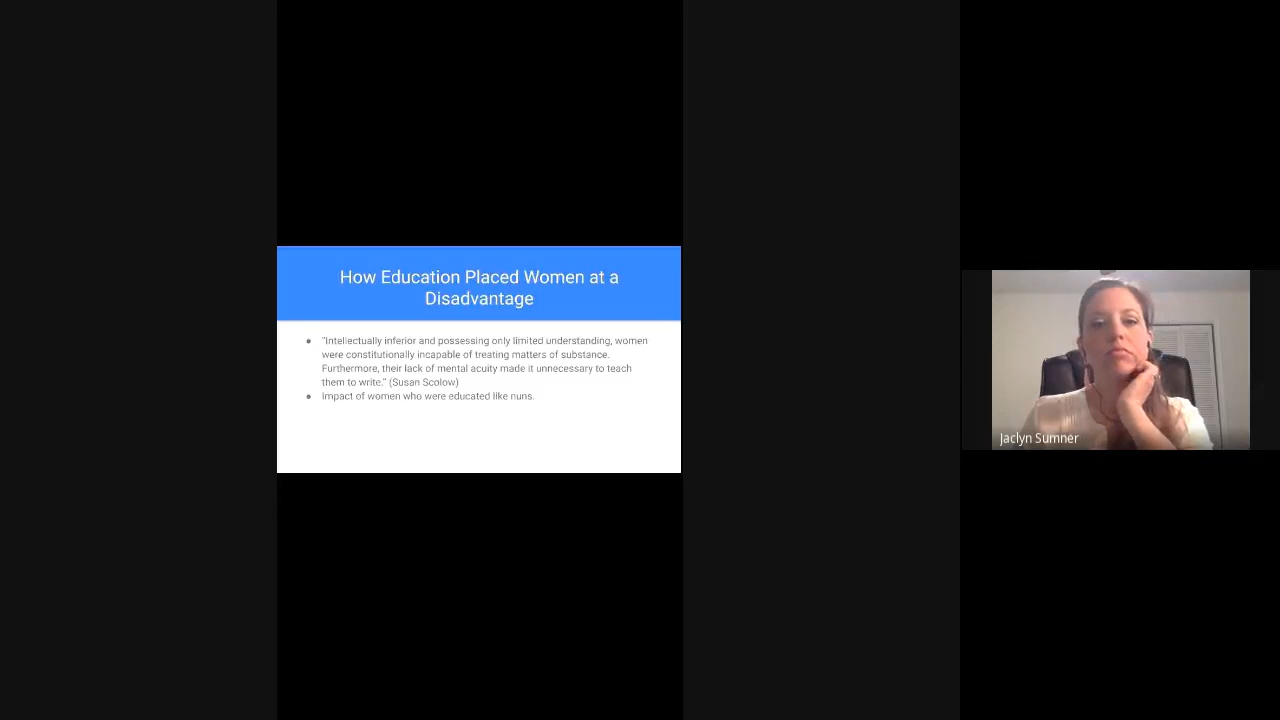 How Education Placed Women at a
Disadvantage
● "Intellectually inferior and possessing only limited understanding, women
were constitutionally incapable of treating matters of substance.
Furthermore, their lack of mental acuity made it unnecessary to teach
them to write." (Susan Scolow)
● Impact of women who were educated like nuns.
Jaclyn Sumner